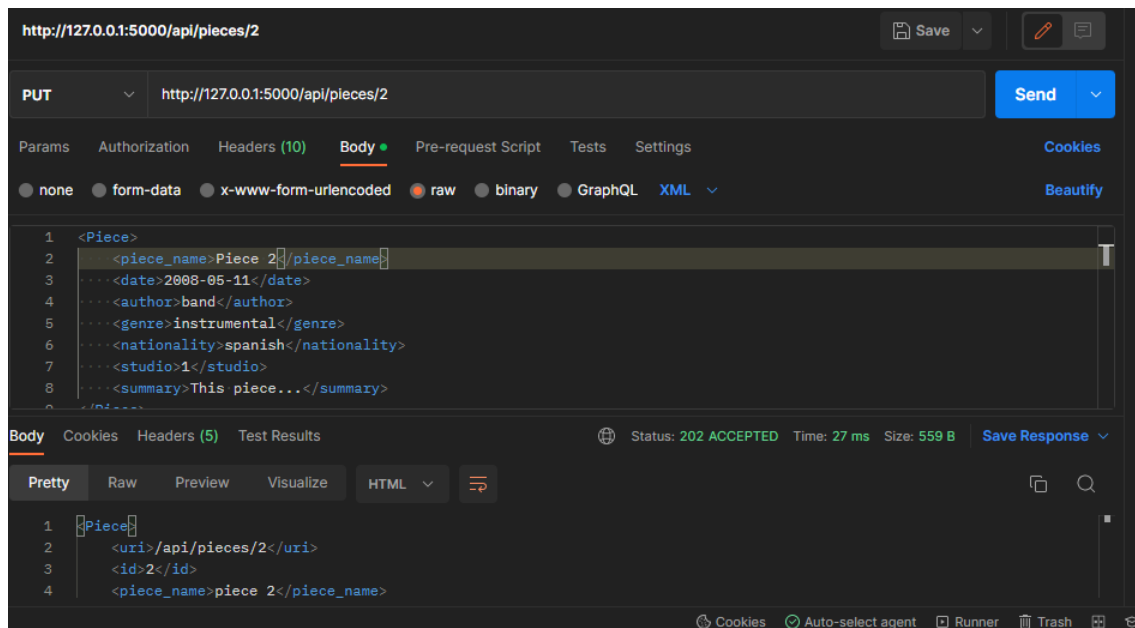 http://127.0.0.1:5000/api/pieces/2 Save
PUT http://127.0.0.1:5000/api/pieces/2 Send
Params Authorization Headers (10) Body Pre-request Script Tests Settings Cookies
none form-data x-www-form-urlencoded raw binary GraphQL XML Beautify
1 <Piece>
2 <piece_name>Piece 2</piece_name>
3 <date>2008-05-11</date>
4 <author>band</author>
5 <genre>instrumental</genre>
6 <nationality>spanish</nationality>
7 <studio>1</studio>
8 <summary>This piece...</summary>
Body Cookies Headers (5) Test Results Status: 202 ACCEPTED Time: 27 ms Size: 559 B Save Response
Pretty Raw Preview Visualize HTML
1 <Piece>
2 <uri>/api/pieces/2</uri>
3 <id>2</id>
4 <piece_name>piece 2</piece_name>
Cookies Auto-select agent Runner Trash